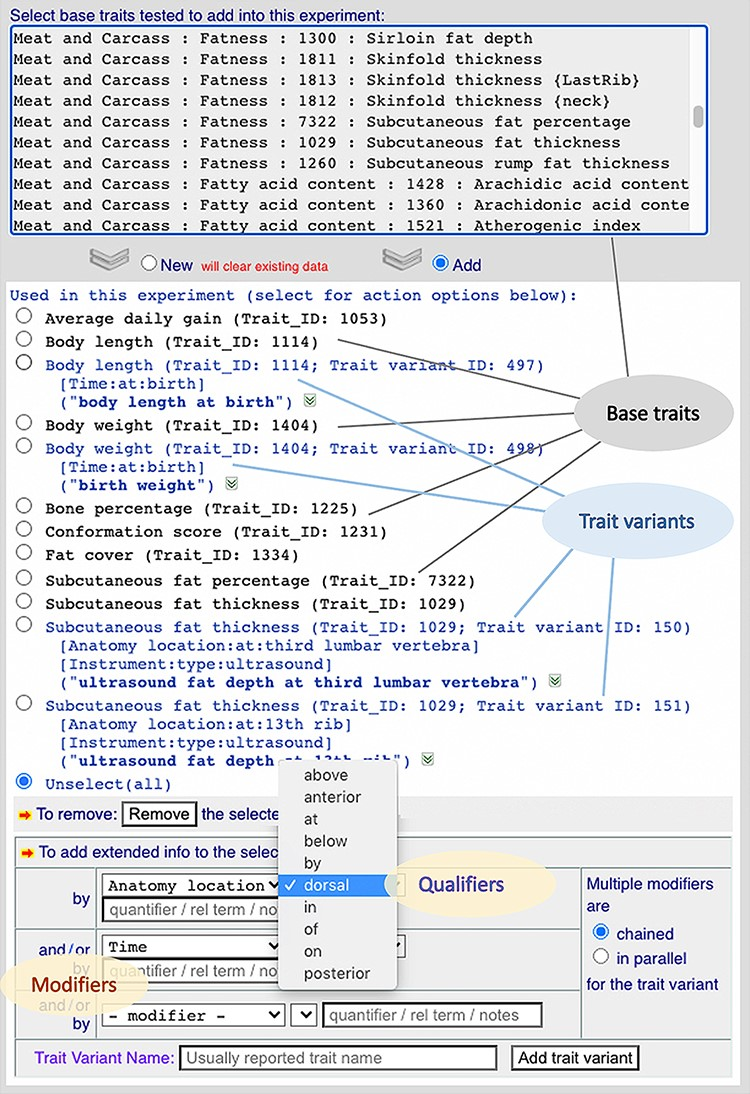 Select base traits tested to add into this experiment:
Meat and Carcass : Fatness : 1300 : Sirloin fat depth
Meat and Carcass : Fatness : 1811 : Skinfold thickness
Meat and Carcass : Fatness : 1813 : Skinfold thickness {LastRib}
Meat and Carcass : Fatness : 1812 : Skinfold thickness {neck}
Meat and Carcass : Fatness : 7322 : Subcutaneous fat percentage
Meat and Carcass : Fatness : 1029 : Subcutaneous fat thickness
Meat and Carcass : Fatness : 1260 : Subcutaneous rump fat thickness
Meat and Carcass : Fatty acid content : 1428 : Arachidic acid content
Meat and Carcass : Fatty acid content : 1360 : Arachidonic acid conte
Meat and Carcass : Fatty acid content : 1521 : Atherogenic index
New will clear existing data Add
Used in this experiment (select for action options below):
Average daily gain (Trait_ID: 1053)
Body length (Trait_ID: 1114)
Body length (Trait_ID: 1114; Trait variant ID: 497)
[Time:at:birth]
("body length at birth")
Base traits
Body weight (Trait_ID: 1404)
Body weight (Trait_ID: 1404; Trait variant ID: 498)
[Time:at:birth]
("birth weight")
Bone percentage (Trait_ID: 1225)
Trait variants
Conformation score (Trait_ID: 1231)
Fat cover (Trait_ID: 1334)
Subcutaneous fat percentage (Trait_ID: 7322)
Subcutaneous fat thickness (Trait_ID: 1029)
Subcutaneous fat thickness (Trait_ID: 1029; Trait variant ID: 150)
[Anatomy location:at:third lumbar vertebra]
[Instrument:type:ultrasound]
("ultrasound fat depth at third lumbar vertebra")
Subcutaneous fat thickness (Trait_ID: 1029; Trait variant ID: 151)
[Anatomy location:at:13th rib]
[Instrument:type:ultrasound]
("ultrasound fat depth at 13th rib")
Unselect(all)
To remove: Remove the selecte
To add extended info to the selec
above
anterior
at
below
by
✓ dorsal
in
of
on
posterior
Qualifiers
by Anatomy location
quantifier / rel term / no
and/or by Time
quantifier / rel term / no
Modifiers
and/or by - modifier - quantifier / rel term / notes
Multiple modifiers
are
chained
in parallel
for the trait variant
Trait Variant Name: Usually reported trait name Add trait variant